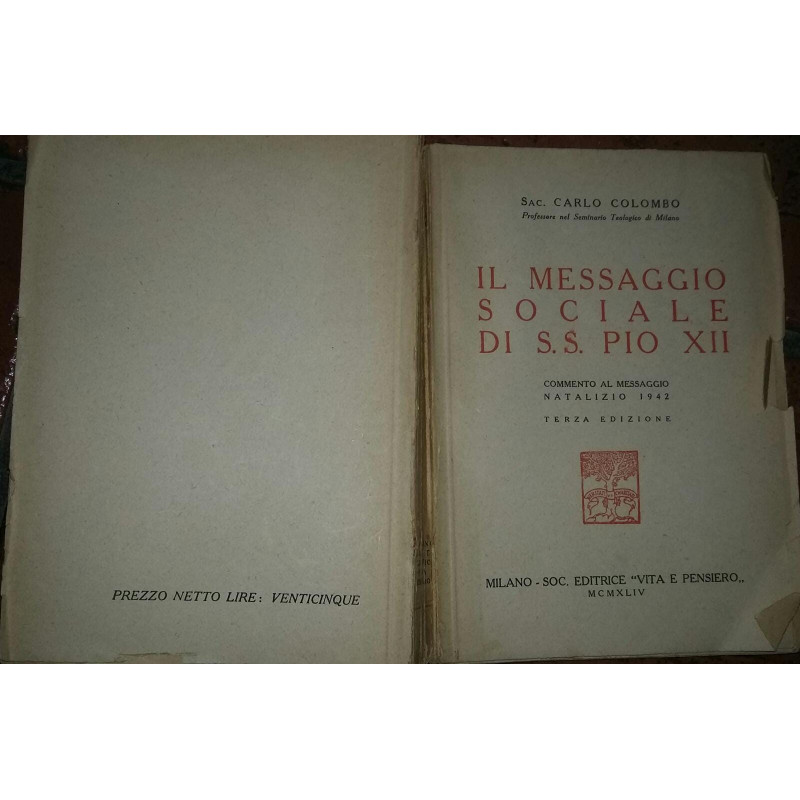 PREZZO NETTO LIRE: VENTICINQUE
SAC. CARLO COLOMBO
Professore nel Seminario Teologico di Milano
IL MESSAGGIO
SOCIALE
DI S.S. PIO XII
COMMENTO AL MESSAGGIO
NATALIZIO 1942
TERZA EDIZIONE
MILANO - SOC. EDITRICE "VITA E PENSIERO„
MCMXLIV